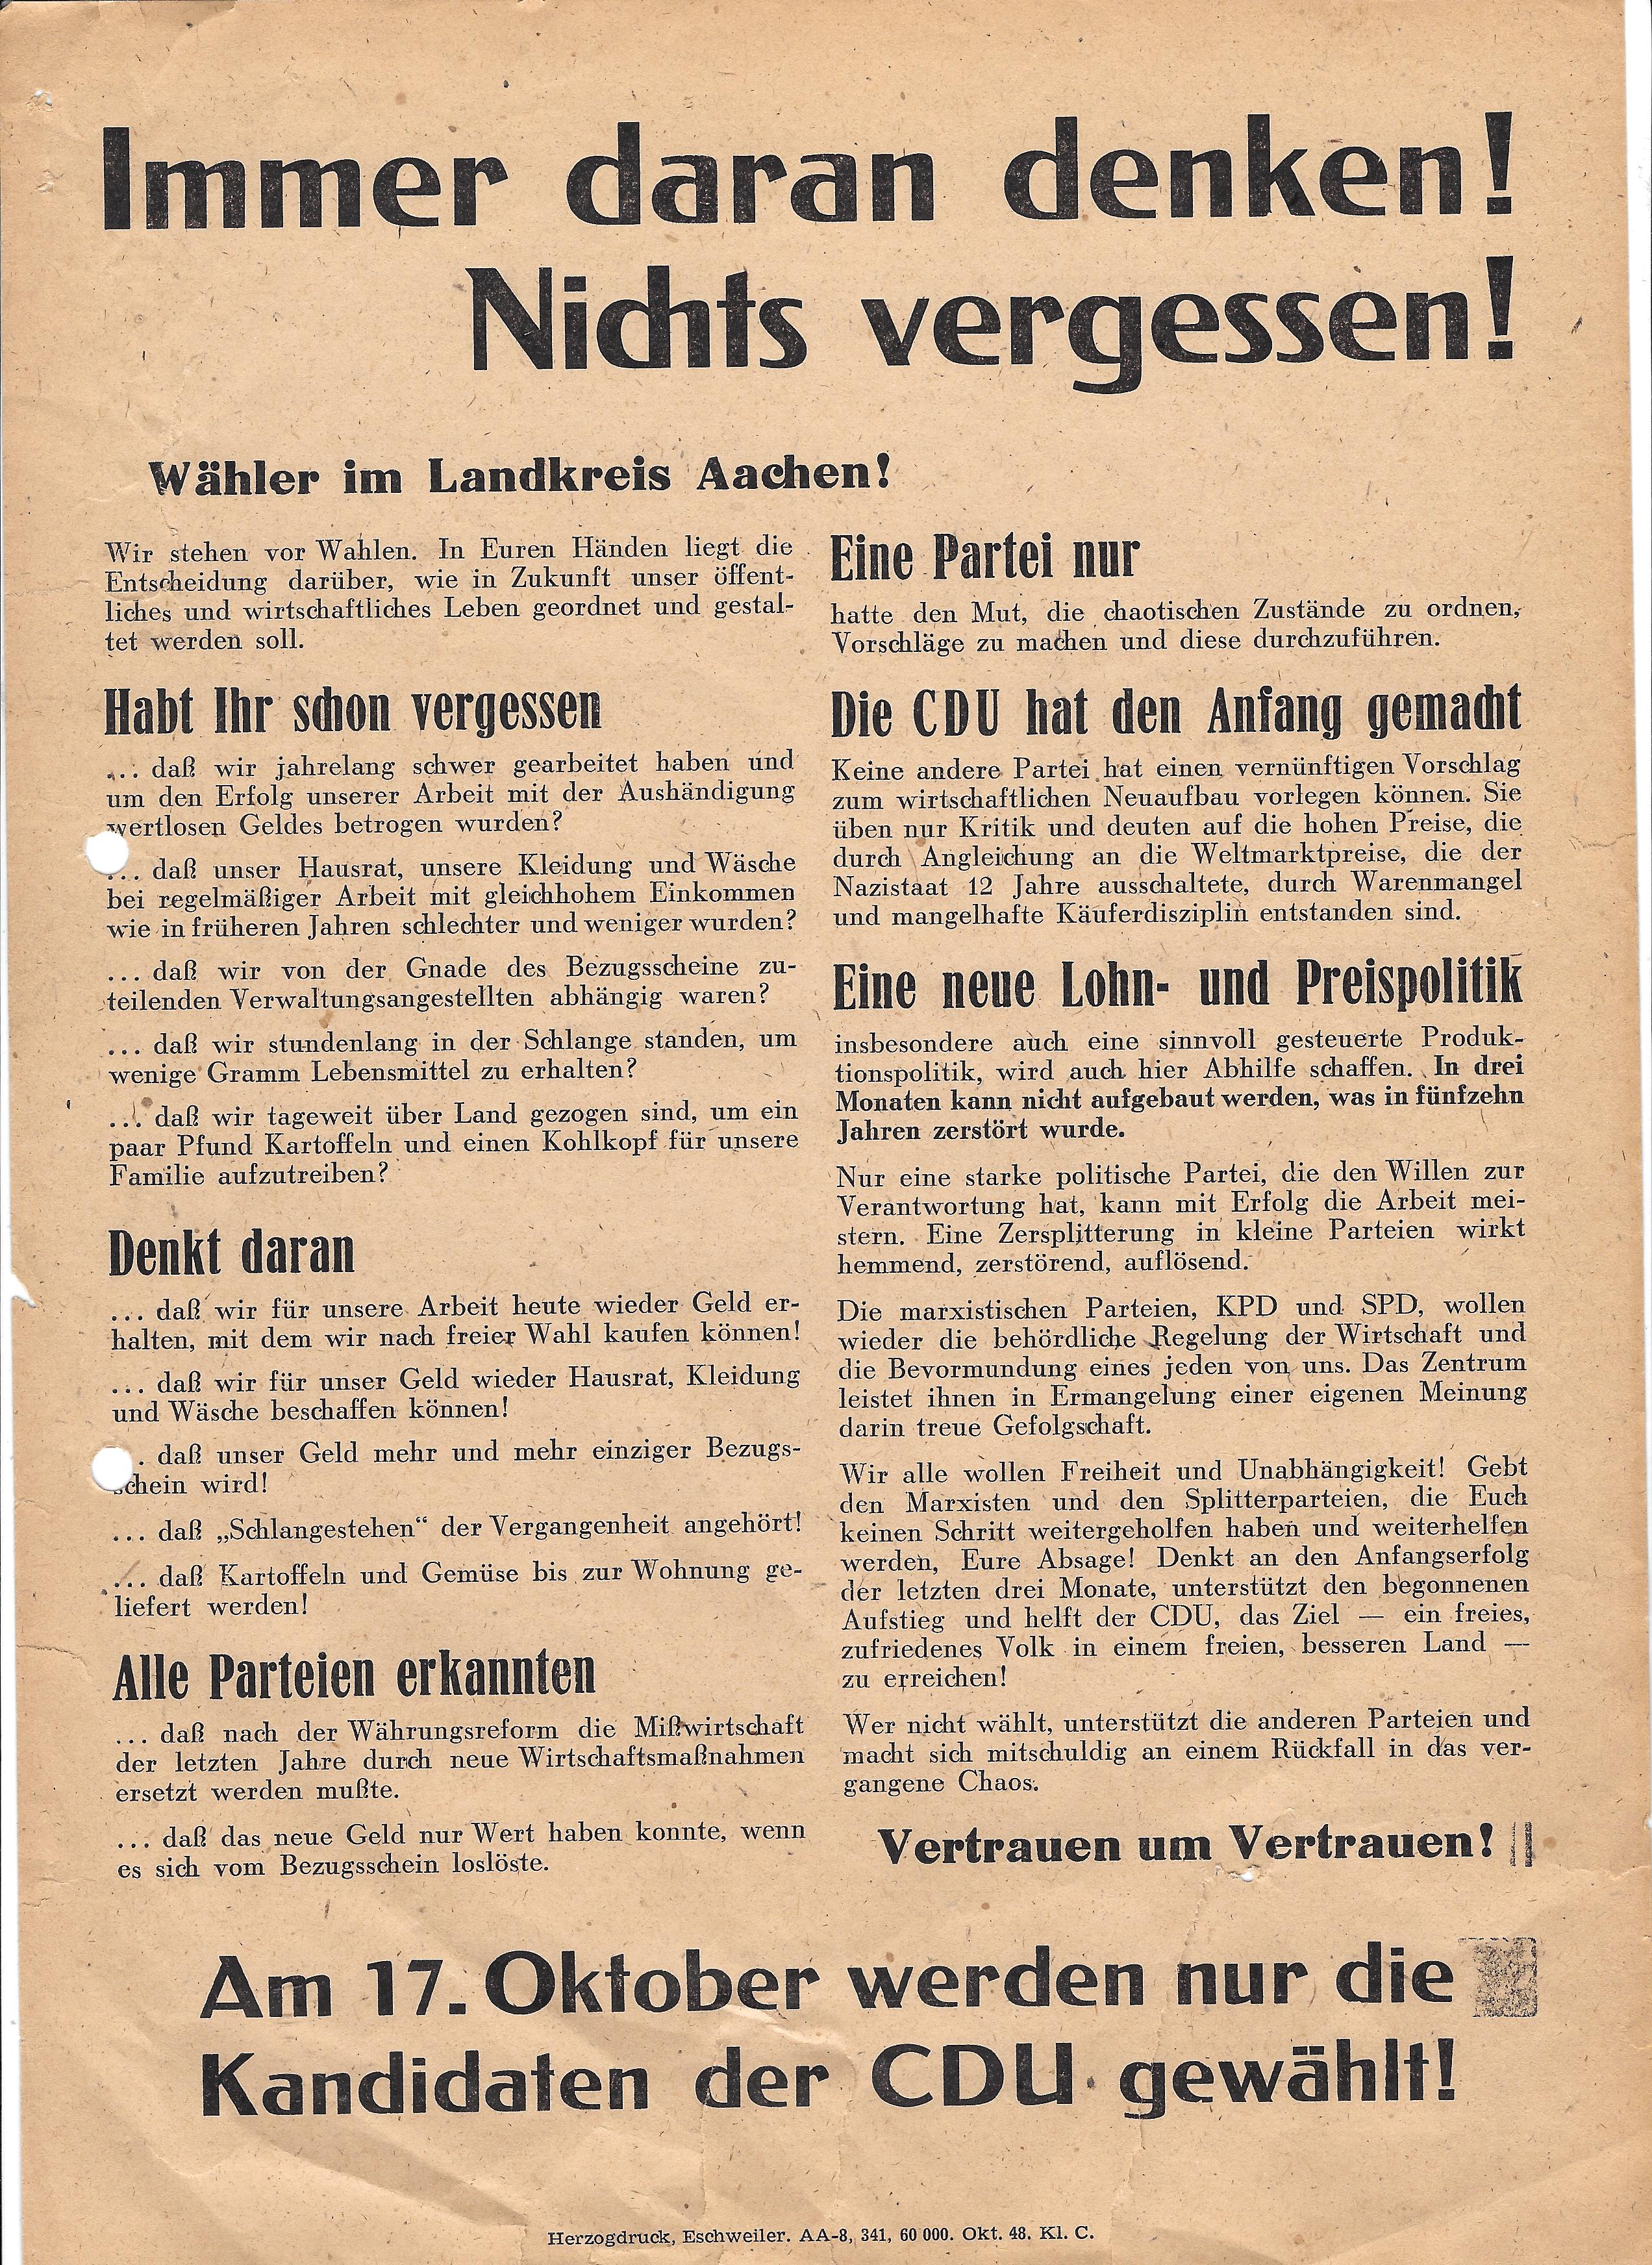 Immer daran denken!
Nichts vergessen!
Wähler im Landkreis Aachen!
Wir stehen vor Wahlen. In Euren Händen liegt die
Entscheidung darüber, wie in Zukunft unser öffent-
liches und wirtschaftliches Leben geordnet und gestal-
tet werden soll.
Habt Ihr schon vergessen
... daß wir jahrelang schwer gearbeitet haben und
um den Erfolg unserer Arbeit mit der Aushändigung
wertlosen Geldes betrogen wurden?
... daß unser Hausrat, unsere Kleidung und Wäsche
bei regelmäßiger Arbeit mit gleichhohem Einkommen
wie in früheren Jahren schlechter und weniger wurden?
... daß wir von der Gnade des Bezugsscheine zu-
teilenden Verwaltungsangestellten abhängig waren?
... daß wir stundenlang in der Schlange standen, um
wenige Gramm Lebensmittel zu erhalten?
... daß wir tageweit über Land gezogen sind, um ein
paar Pfund Kartoffeln und einen Kohlkopf für unsere
Familie aufzutreiben?
Denkt daran
... daß wir für unsere Arbeit heute wieder Geld er-
halten, mit dem wir nach freier Wahl kaufen können!
... daß wir für unser Geld wieder Hausrat, Kleidung
und Wäsche beschaffen können!
. daß unser Geld mehr und mehr einziger Bezugs-
schein wird!
... daß „Schlangestehen“ der Vergangenheit angehört!
... daß Kartoffeln und Gemüse bis zur Wohnung ge-
liefert werden!
Alle Parteien erkannten
... daß nach der Währungsreform die Mißwirtschaft
der letzten Jahre durch neue Wirtschaftsmaßnahmen
ersetzt werden mußte.
... daß das neue Geld nur Wert haben konnte, wenn
es sich vom Bezugsschein loslöste.
Eine Partei nur
hatte den Mut, die chaotischen Zustände zu ordnen,
Vorschläge zu machen und diese durchzuführen.
Die CDU hat den Anfang gemacht
Keine andere Partei hat einen vernünftigen Vorschlag
zum wirtschaftlichen Neuaufbau vorlegen können. Sie
üben nur Kritik und deuten auf die hohen Preise, die
durch Angleichung an die Weltmarktpreise, die der
Nazistaat 12 Jahre ausschaltete, durch Warenmangel
und mangelhafte Käuferdisziplin entstanden sind.
Eine neue Lohn- und Preispolitik
insbesondere auch eine sinnvoll gesteuerte Produk-
tionspolitik, wird auch hier Abhilfe schaffen. In drei
Monaten kann nicht aufgebaut werden, was in fünfzehn
Jahren zerstört wurde.
Nur eine starke politische Partei, die den Willen zur
Verantwortung hat, kann mit Erfolg die Arbeit mei-
stern. Eine Zersplitterung in kleine Parteien wirkt
hemmend, zerstörend, auflösend.
Die marxistischen Parteien, KPD und SPD, wollen
wieder die behördliche Regelung der Wirtschaft und
die Bevormundung eines jeden von uns. Das Zentrum
leistet ihnen in Ermangelung einer eigenen Meinung
darin treue Gefolgschaft.
Wir alle wollen Freiheit und Unabhängigkeit! Gebt
den Marxisten und den Splitterparteien, die Euch
keinen Schritt weitergeholfen haben und weiterhelfen
werden, Eure Absage! Denkt an den Anfangserfolg
der letzten drei Monate, unterstützt den begonnenen
Aufstieg und helft der CDU, das Ziel — ein freies,
zufriedenes Volk in einem freien, besseren Land —
zu erreichen!
Wer nicht wählt, unterstützt die anderen Parteien und
macht sich mitschuldig an einem Rückfall in das ver-
gangene Chaos.
Vertrauen um Vertrauen!
Am 17. Oktober werden nur die
Kandidaten der CDU gewählt!
Herzogdruck, Eschweiler. AA-8, 341, 60 000. Okt. 48. Kl. C.